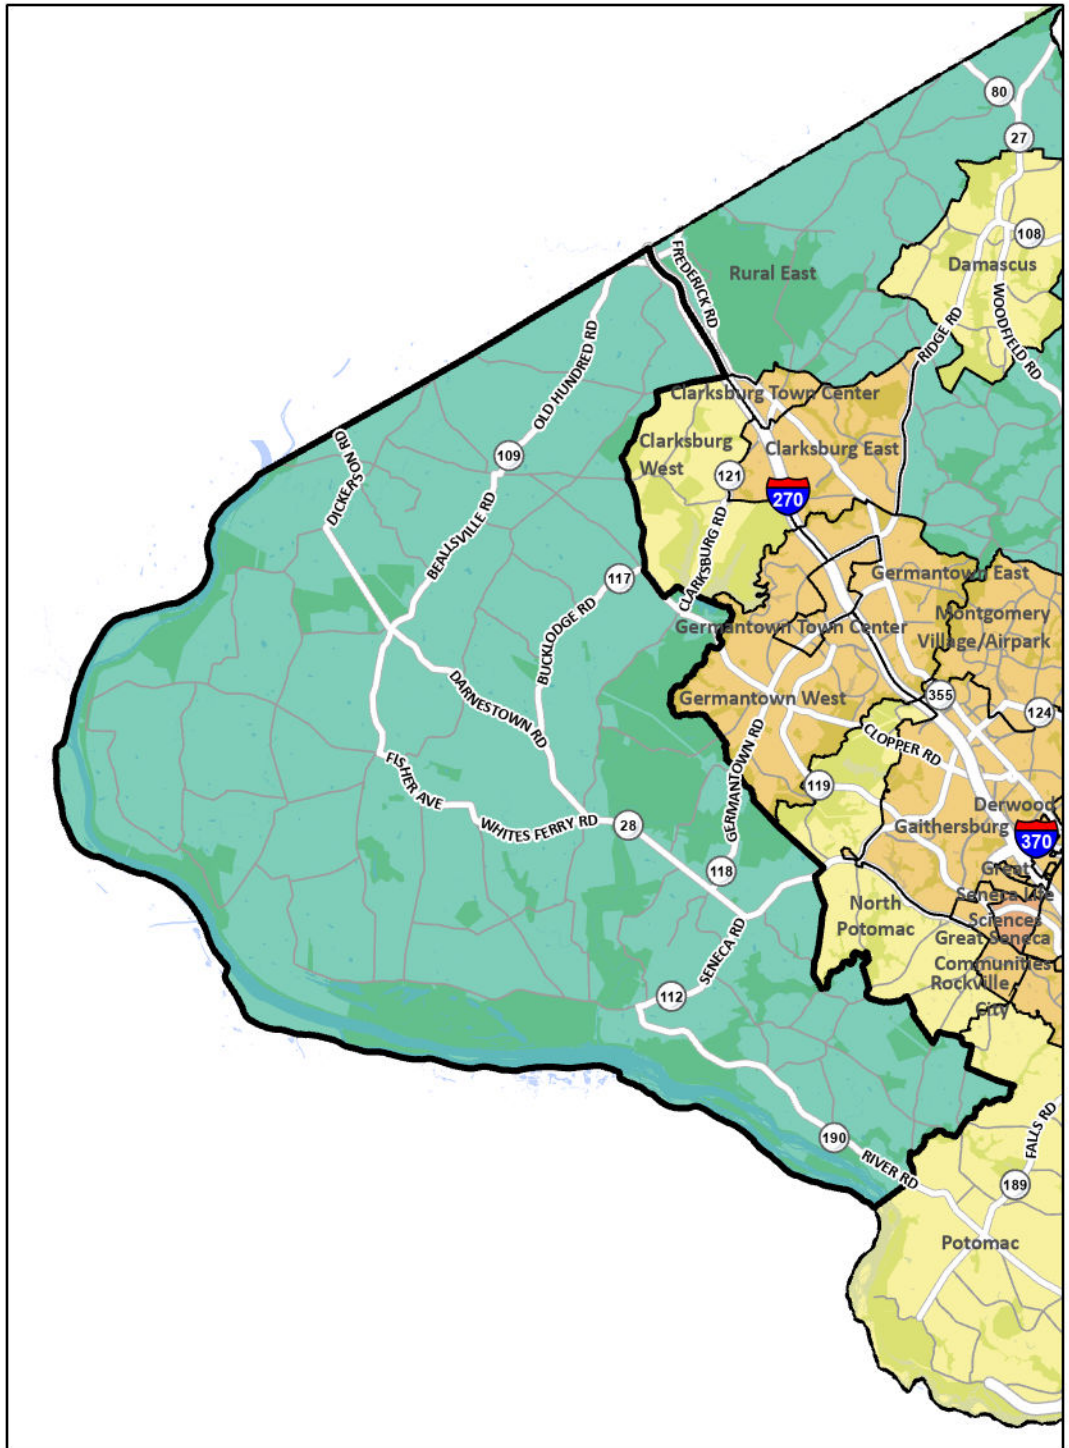 80
27
108
Damascus
FREDERICK RD
Rural East
WOODFIELD RD
RIDGE RD
OLD HUNDRED RD
Clarksburg Town Center
DICKERSON RD
Clarksburg
West
Clarksburg East
109
121
270
BEALLSVILLE RD
CLARKSBURG RD
117
Germantown East
BUCKLODGE RD
Montgomery
Village/Airpark
Germantown Town Center
DARNESTOWN RD
Germantown West
355
124
GERMANTOWN RD
CLOPPER RD
FISHER AVE
119
WHITES FERRY RD
28
Derwood
Gaithersburg
370
118
Great
Seneca Life
Sciences
North
Potomac
SENECA RD
Great Seneca
Communities
112
Rockville
City
190
RIVER RD
FALLS RD
189
Potomac